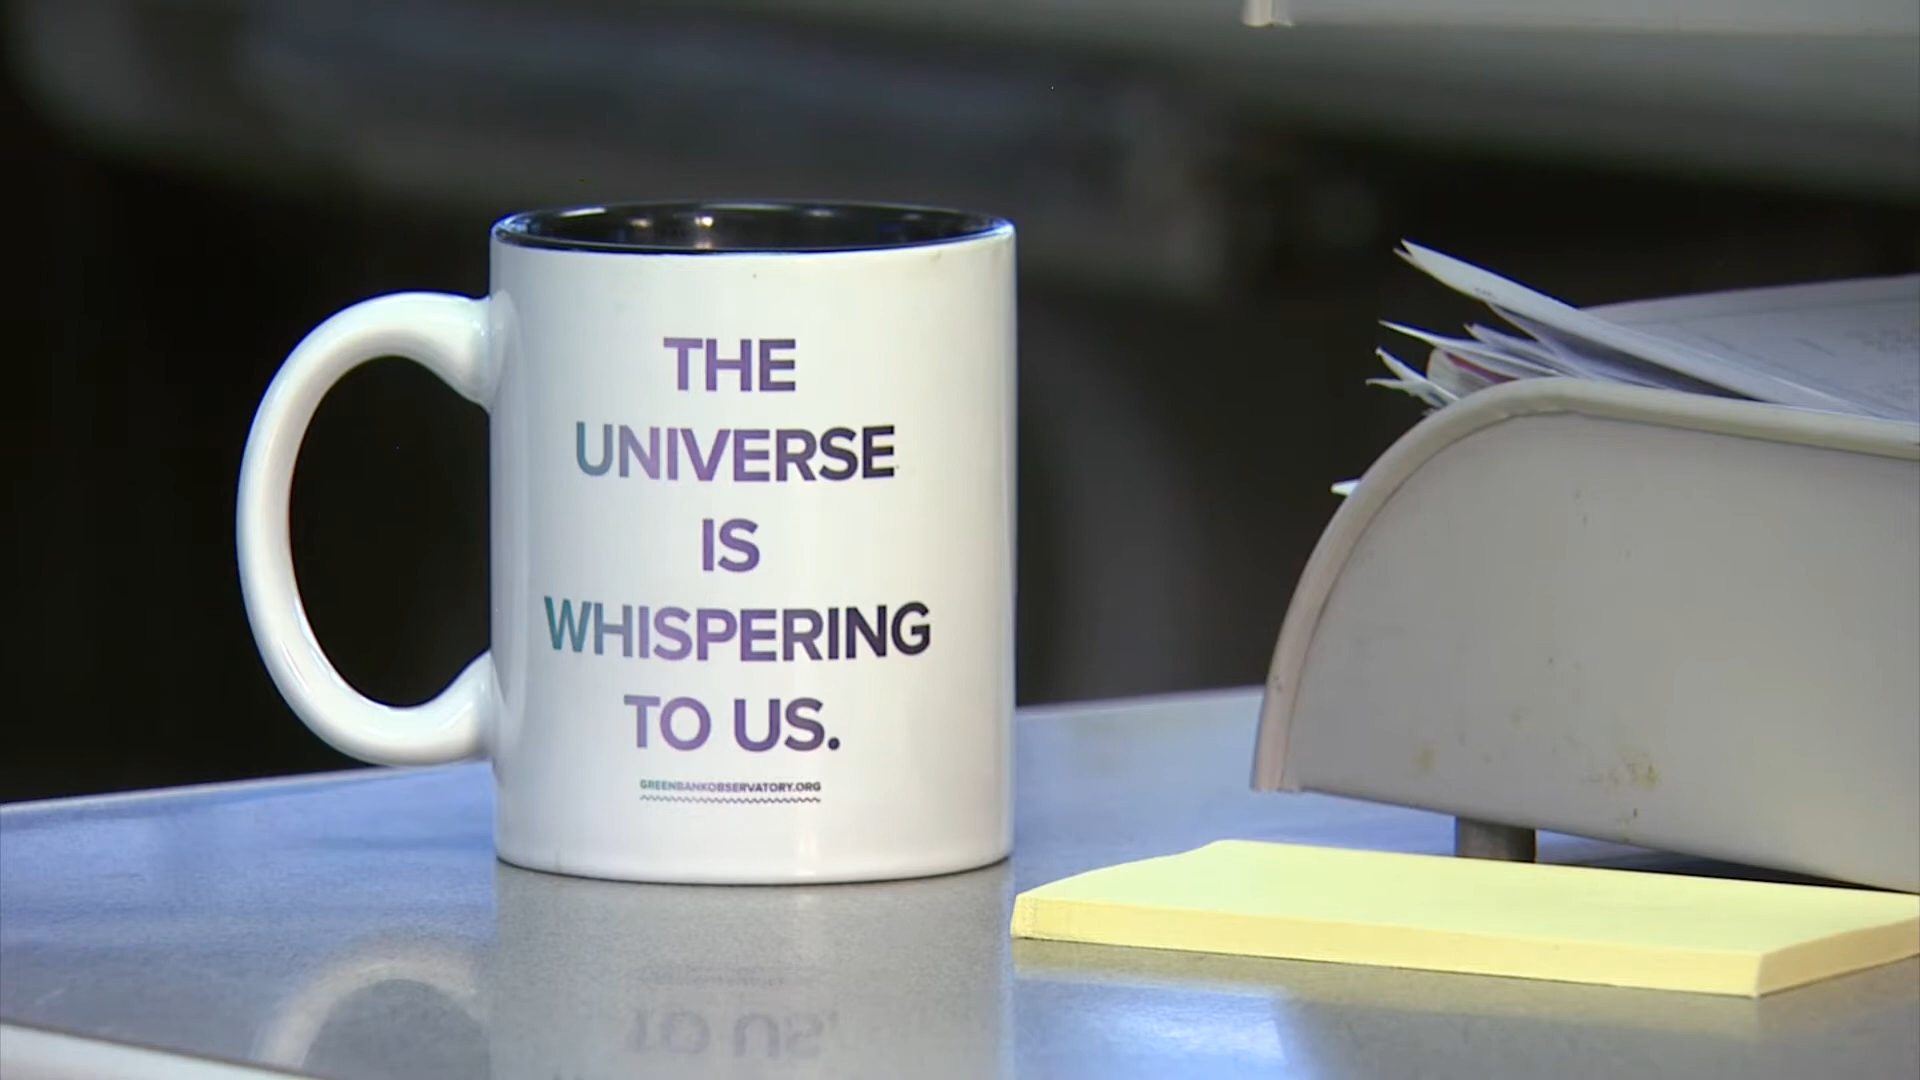 THE
UNIVERSE
IS
WHISPERING
TO US.
GREENBANKOBSERVATORY.ORG